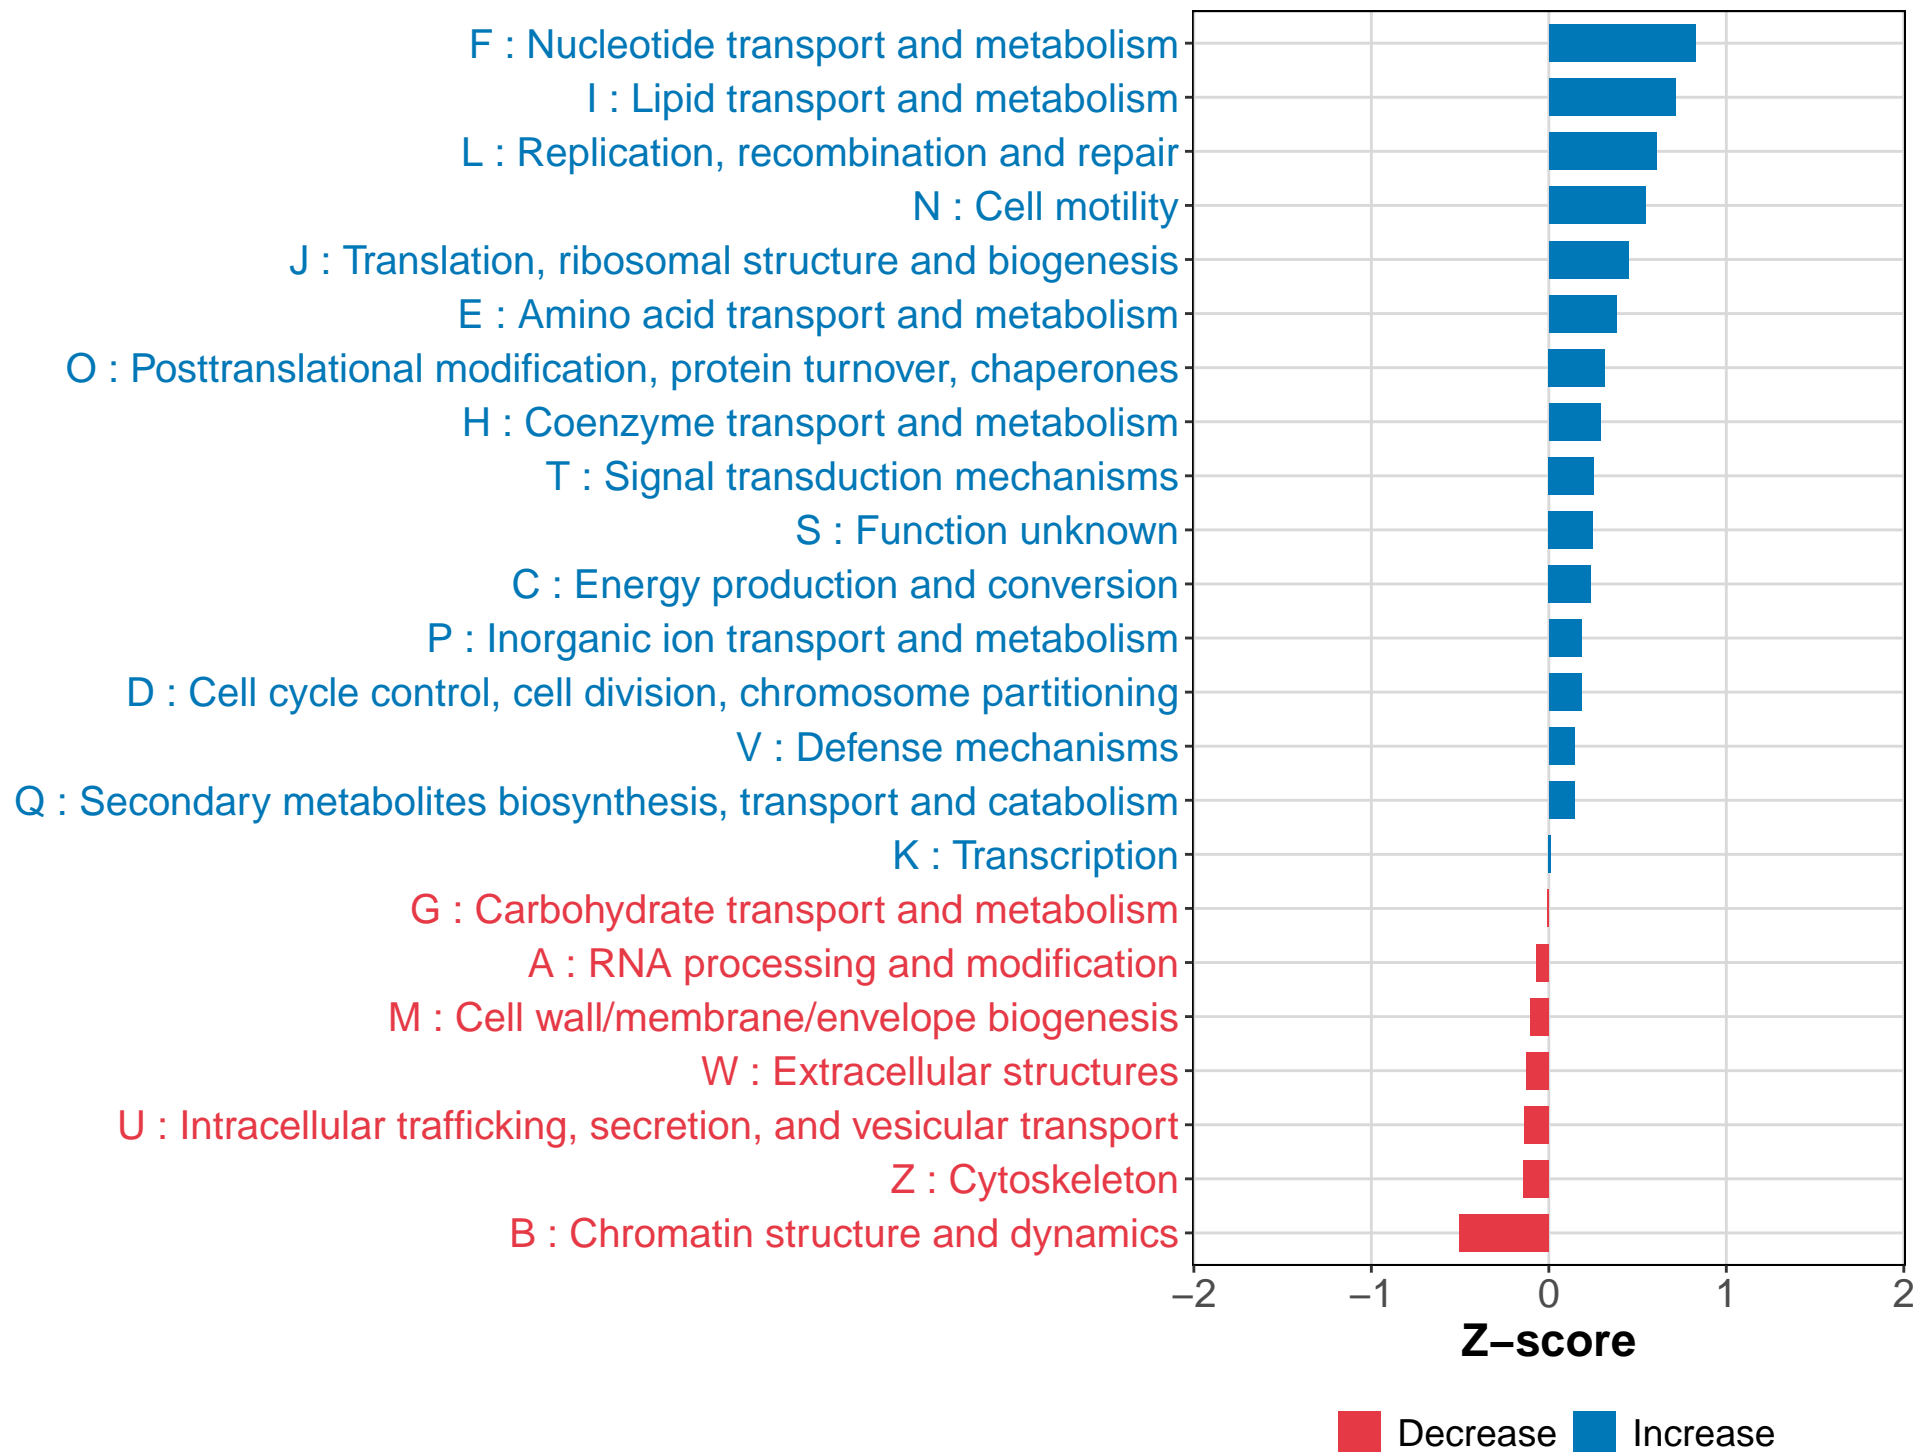 F : Nucleotide transport and metabolism
I : Lipid transport and metabolism
L : Replication, recombination and repair
N : Cell motility
J : Translation, ribosomal structure and biogenesis
E : Amino acid transport and metabolism
O : Posttranslational modification, protein turnover, chaperones
H : Coenzyme transport and metabolism
T : Signal transduction mechanisms
S : Function unknown
C : Energy production and conversion
P : Inorganic ion transport and metabolism
D : Cell cycle control, cell division, chromosome partitioning
V : Defense mechanisms
Q : Secondary metabolites biosynthesis, transport and catabolism
K : Transcription
G : Carbohydrate transport and metabolism
A : RNA processing and modification
M : Cell wall/membrane/envelope biogenesis
W : Extracellular structures
U : Intracellular trafficking, secretion, and vesicular transport
Z : Cytoskeleton
B : Chromatin structure and dynamics
−2 −1 0 1 2
Z−score
Decrease Increase